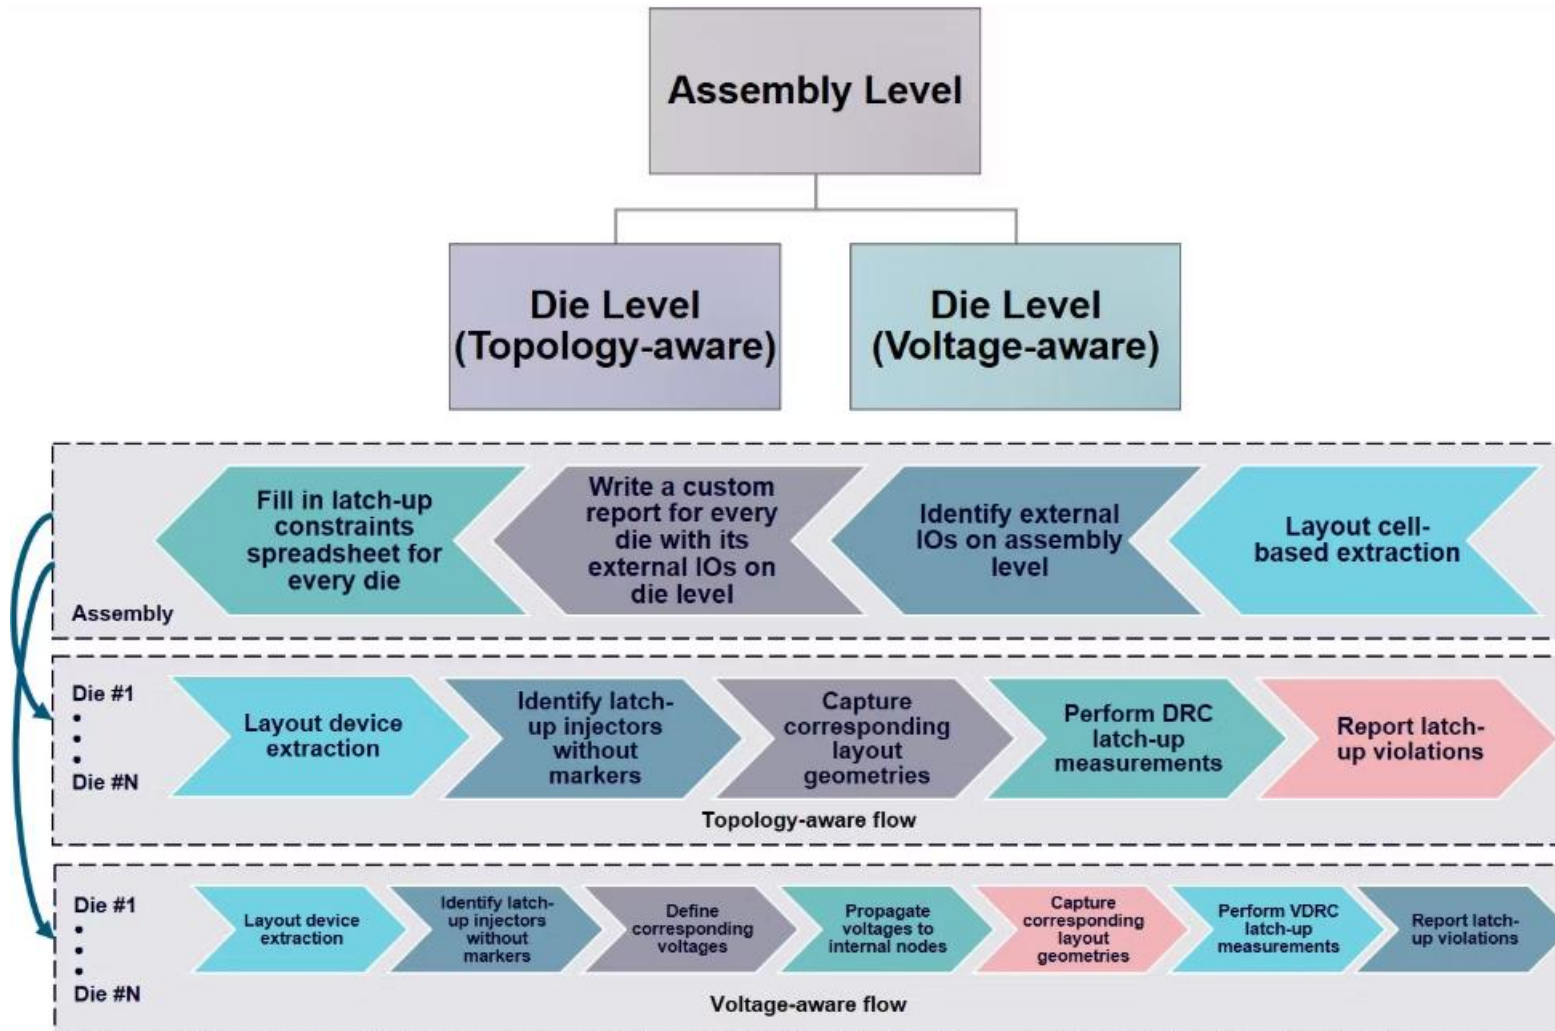 Assembly Level
Die Level
(Topology-aware)
Die Level
(Voltage-aware)
Fill in latch-up
constraints
spreadsheet for
every die
Write a custom
report for every
die with its
external IOs on
die level
Identify external
IOs on assembly
level
Layout cell-
based extraction
Assembly
Die #1
Die #N
Layout device
extraction
Identify latch-
up injectors
without
markers
Capture
corresponding
layout
geometries
Perform DRC
latch-up
measurements
Report latch-
up violations
Topology-aware flow
Die #1
Die #N
Layout device
extraction
Identify latch-
up injectors
without
markers
Define
corresponding
voltages
Propagate
voltages to
internal nodes
Capture
corresponding
layout
geometries
Perform VDRC
latch-up
measurements
Report latch-
up violations
Voltage-aware flow